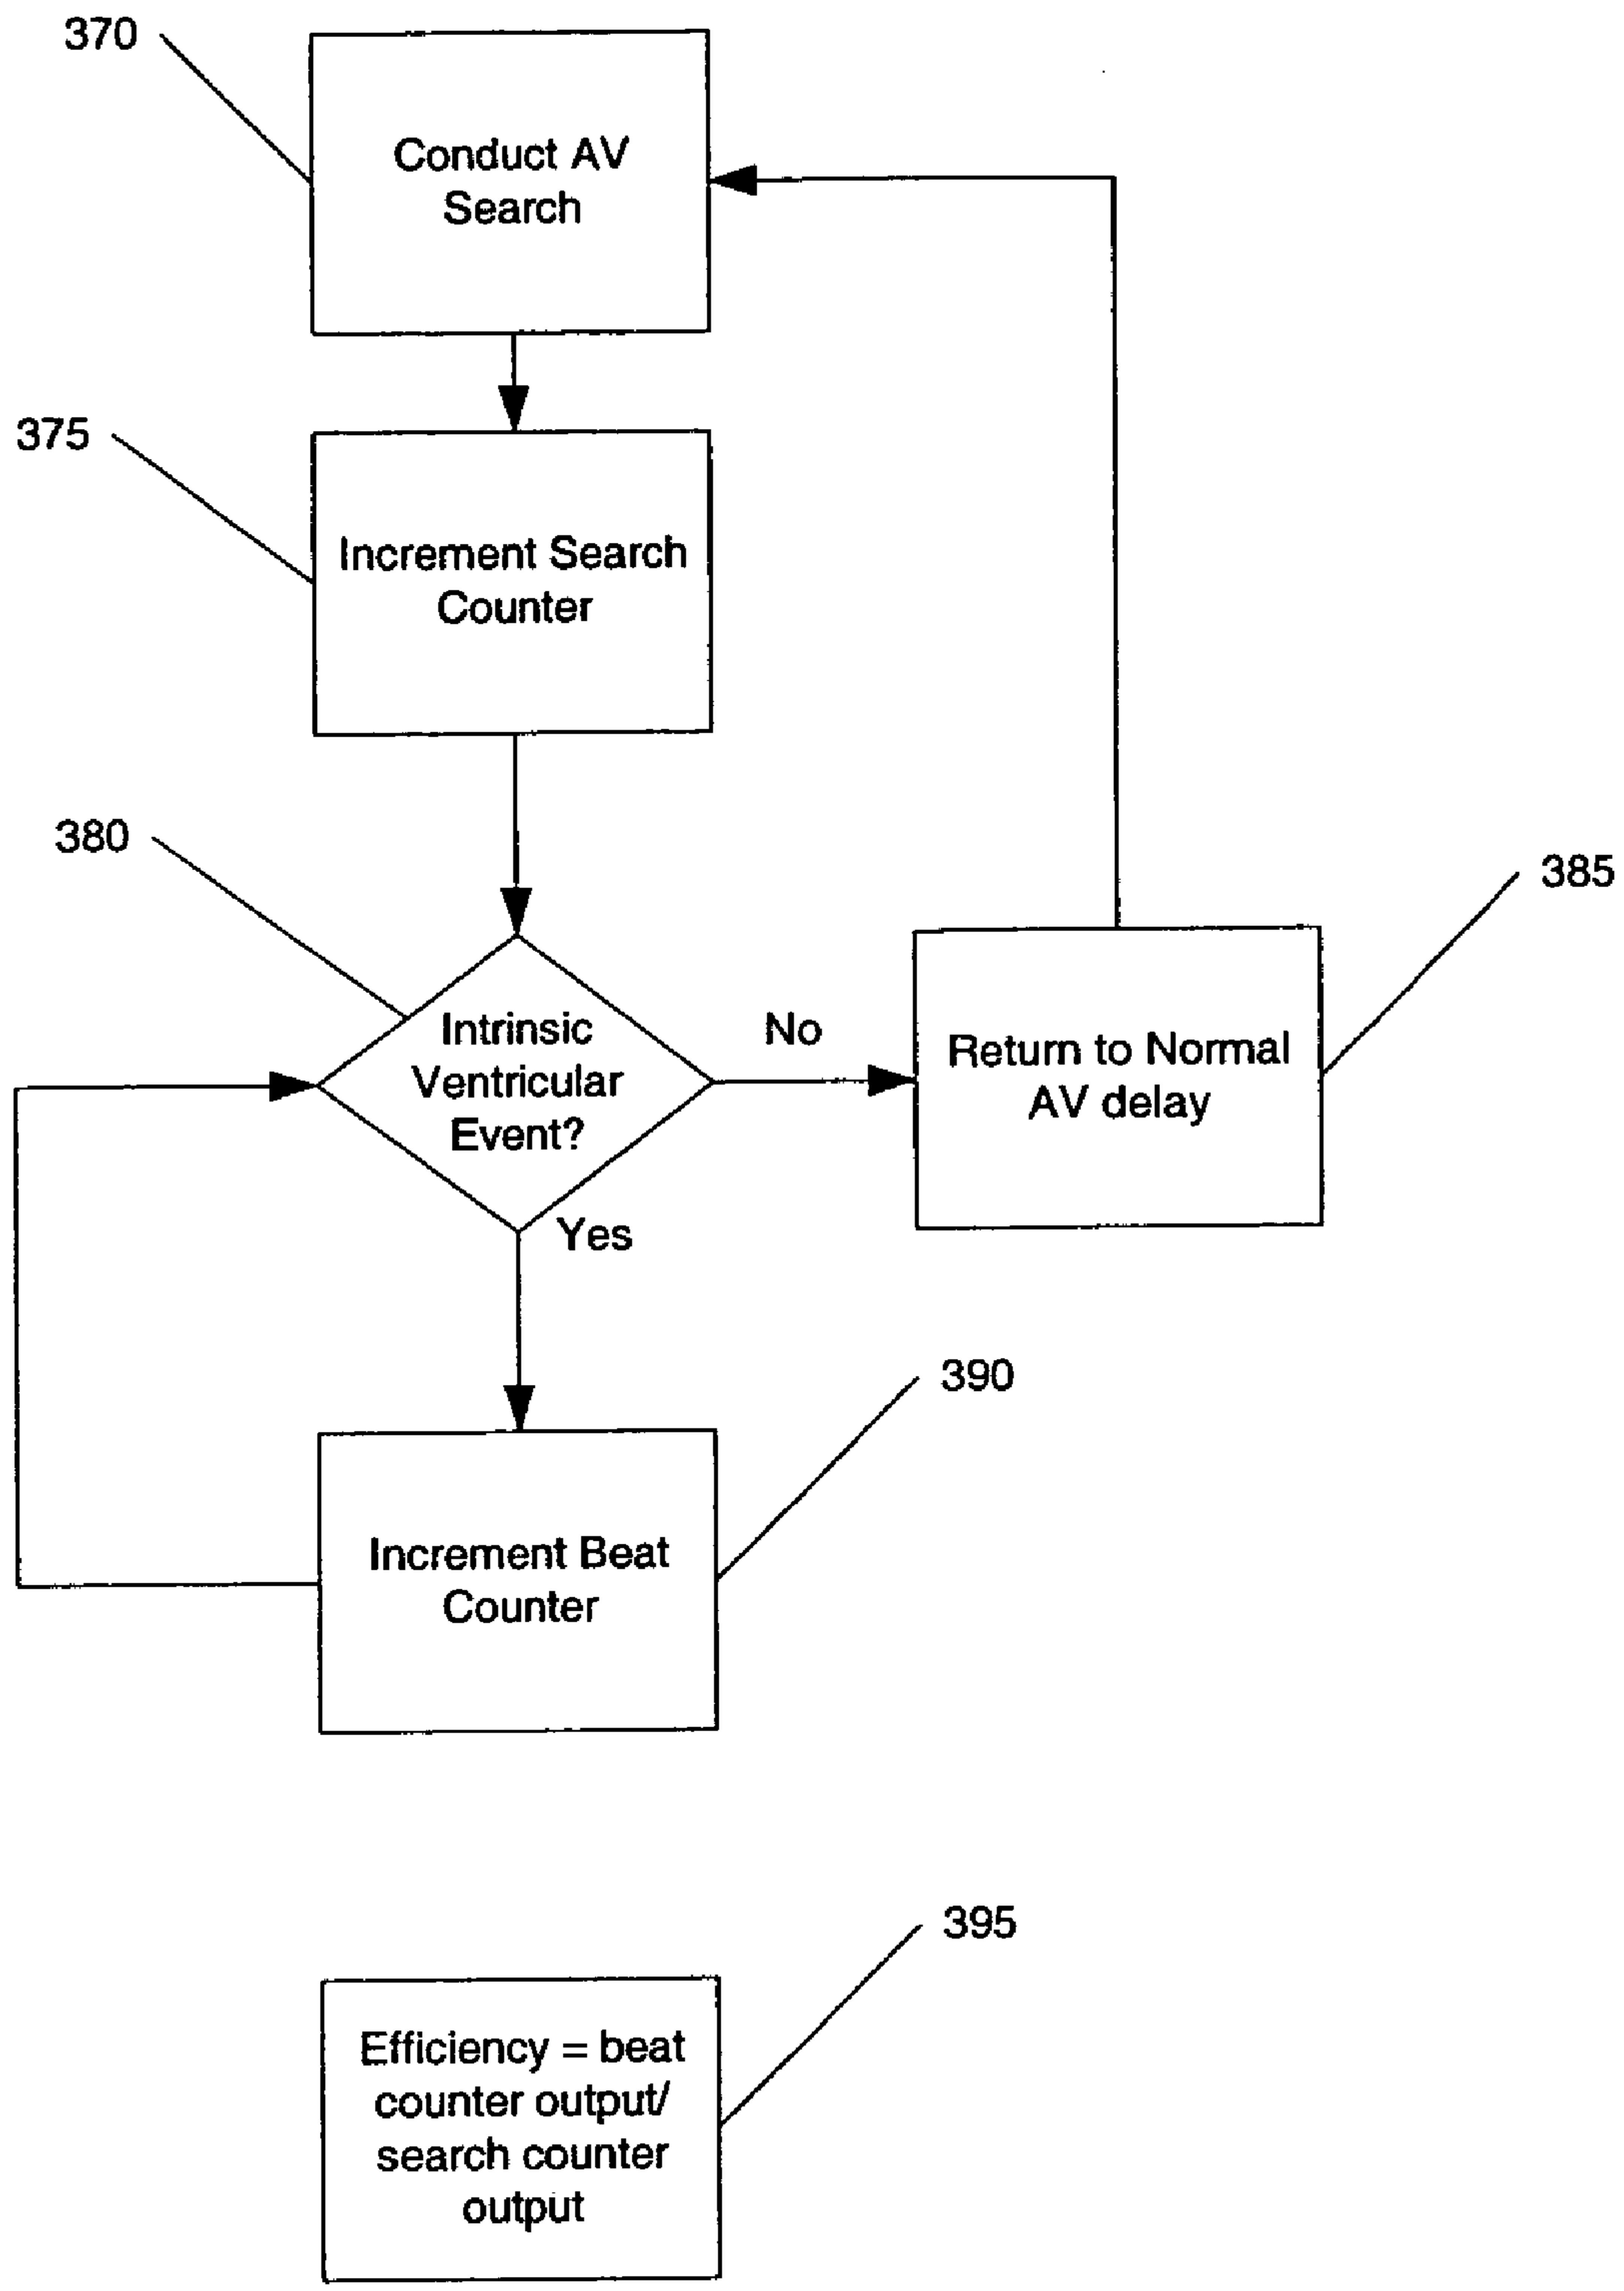 370
Conduct AV
Search
375
Increment Search
Counter
380
385
Intrinsic
Ventricular
Event?
No
Return to Normal
AV delay
Yes
390
Increment Beat
Counter
395
Efficiency = beat
counter output/
search counter
output